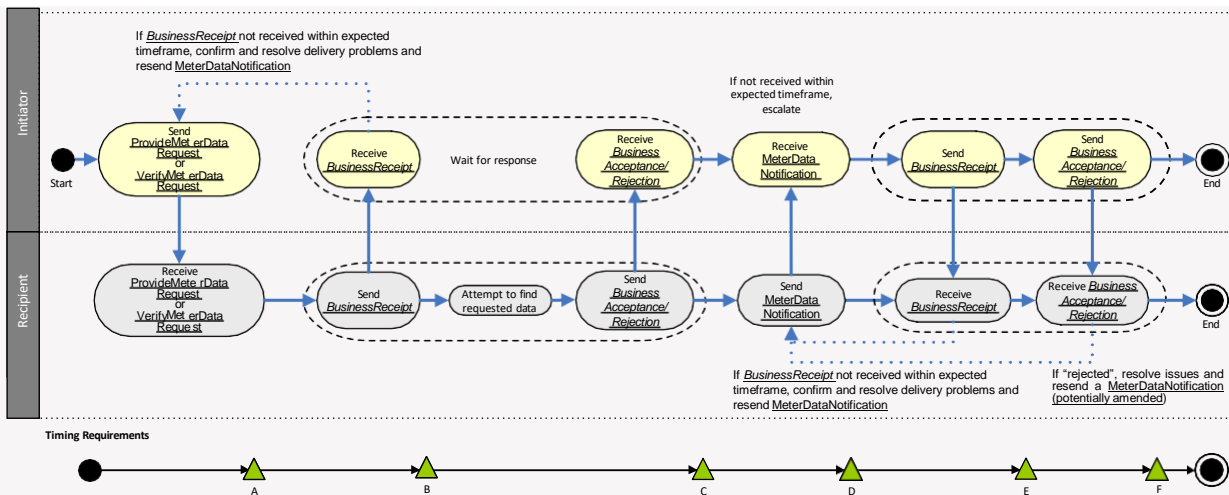 Initiator
If BusinessReceipt not received within expected
timeframe, confirm and resolve delivery problems and
resend MeterDataNotification
If not received within
expected timeframe,
escalate
Start
Send
ProvideMet erData
Request
or
VerifyMet erData
Request
Receive
BusinessReceipt
Wait for response
Receive
Business
Acceptance/
Rejection
Receive
MeterData
Notification
Send
BusinessReceipt
Send
Business
Acceptance/
Rejection
End
Recipient
Receive
ProvideMete rData
Request
or
VerifyMet erData
Request
Send
BusinessReceipt
Attempt to find
requested data
Send
Business
Acceptance/
Rejection
Send
MeterData
Notification
Receive
BusinessReceipt
Receive Business
Acceptance/
Rejection
End
If BusinessReceipt not received within expected
timeframe, confirm and resolve delivery problems and
resend MeterDataNotification
If “rejected”, resolve issues and
resend a MeterDataNotification
(potentially amended)
Timing Requirements
A
B
C
D
E
F